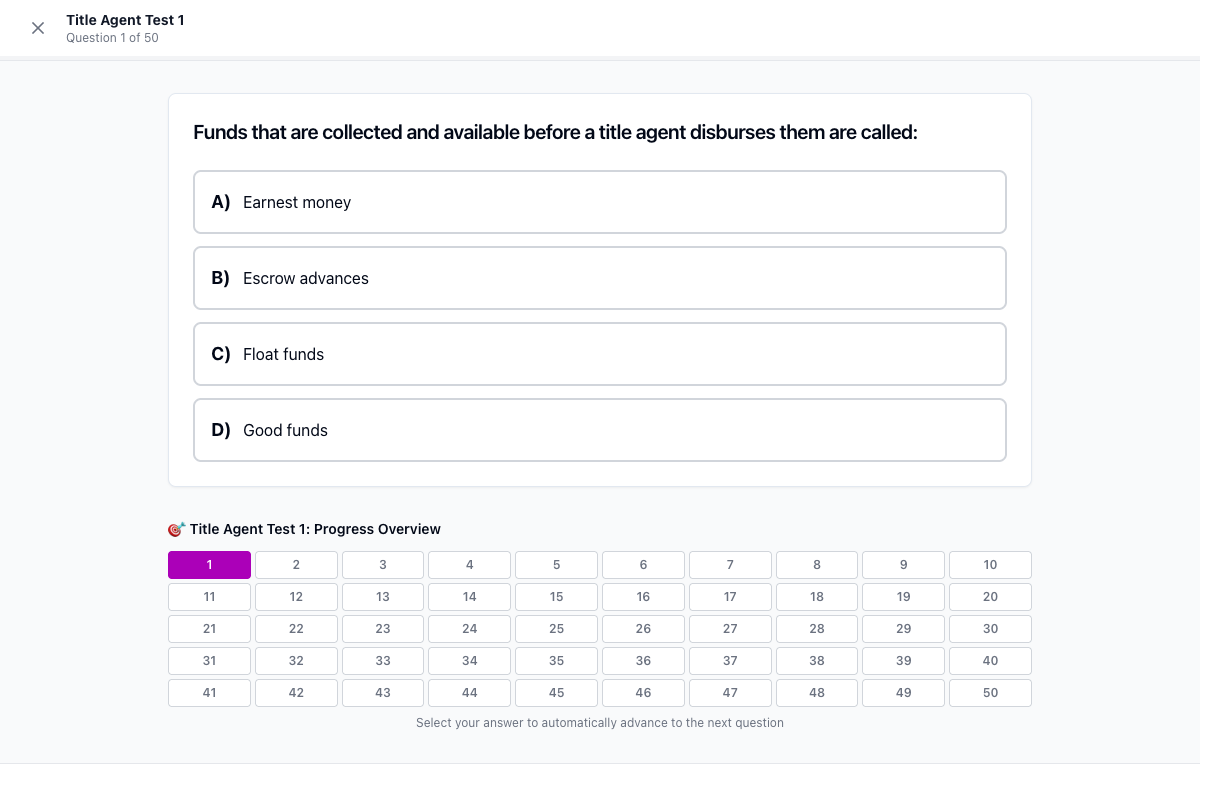 Title Agent Test 1
Question 1 of 50
Funds that are collected and available before a title agent disburses them are called:
A) Earnest money
B) Escrow advances
C) Float funds
D) Good funds
🎯 Title Agent Test 1: Progress Overview
1 2 3 4 5 6 7 8 9 10
11 12 13 14 15 16 17 18 19 20
21 22 23 24 25 26 27 28 29 30
31 32 33 34 35 36 37 38 39 40
41 42 43 44 45 46 47 48 49 50
Select your answer to automatically advance to the next question